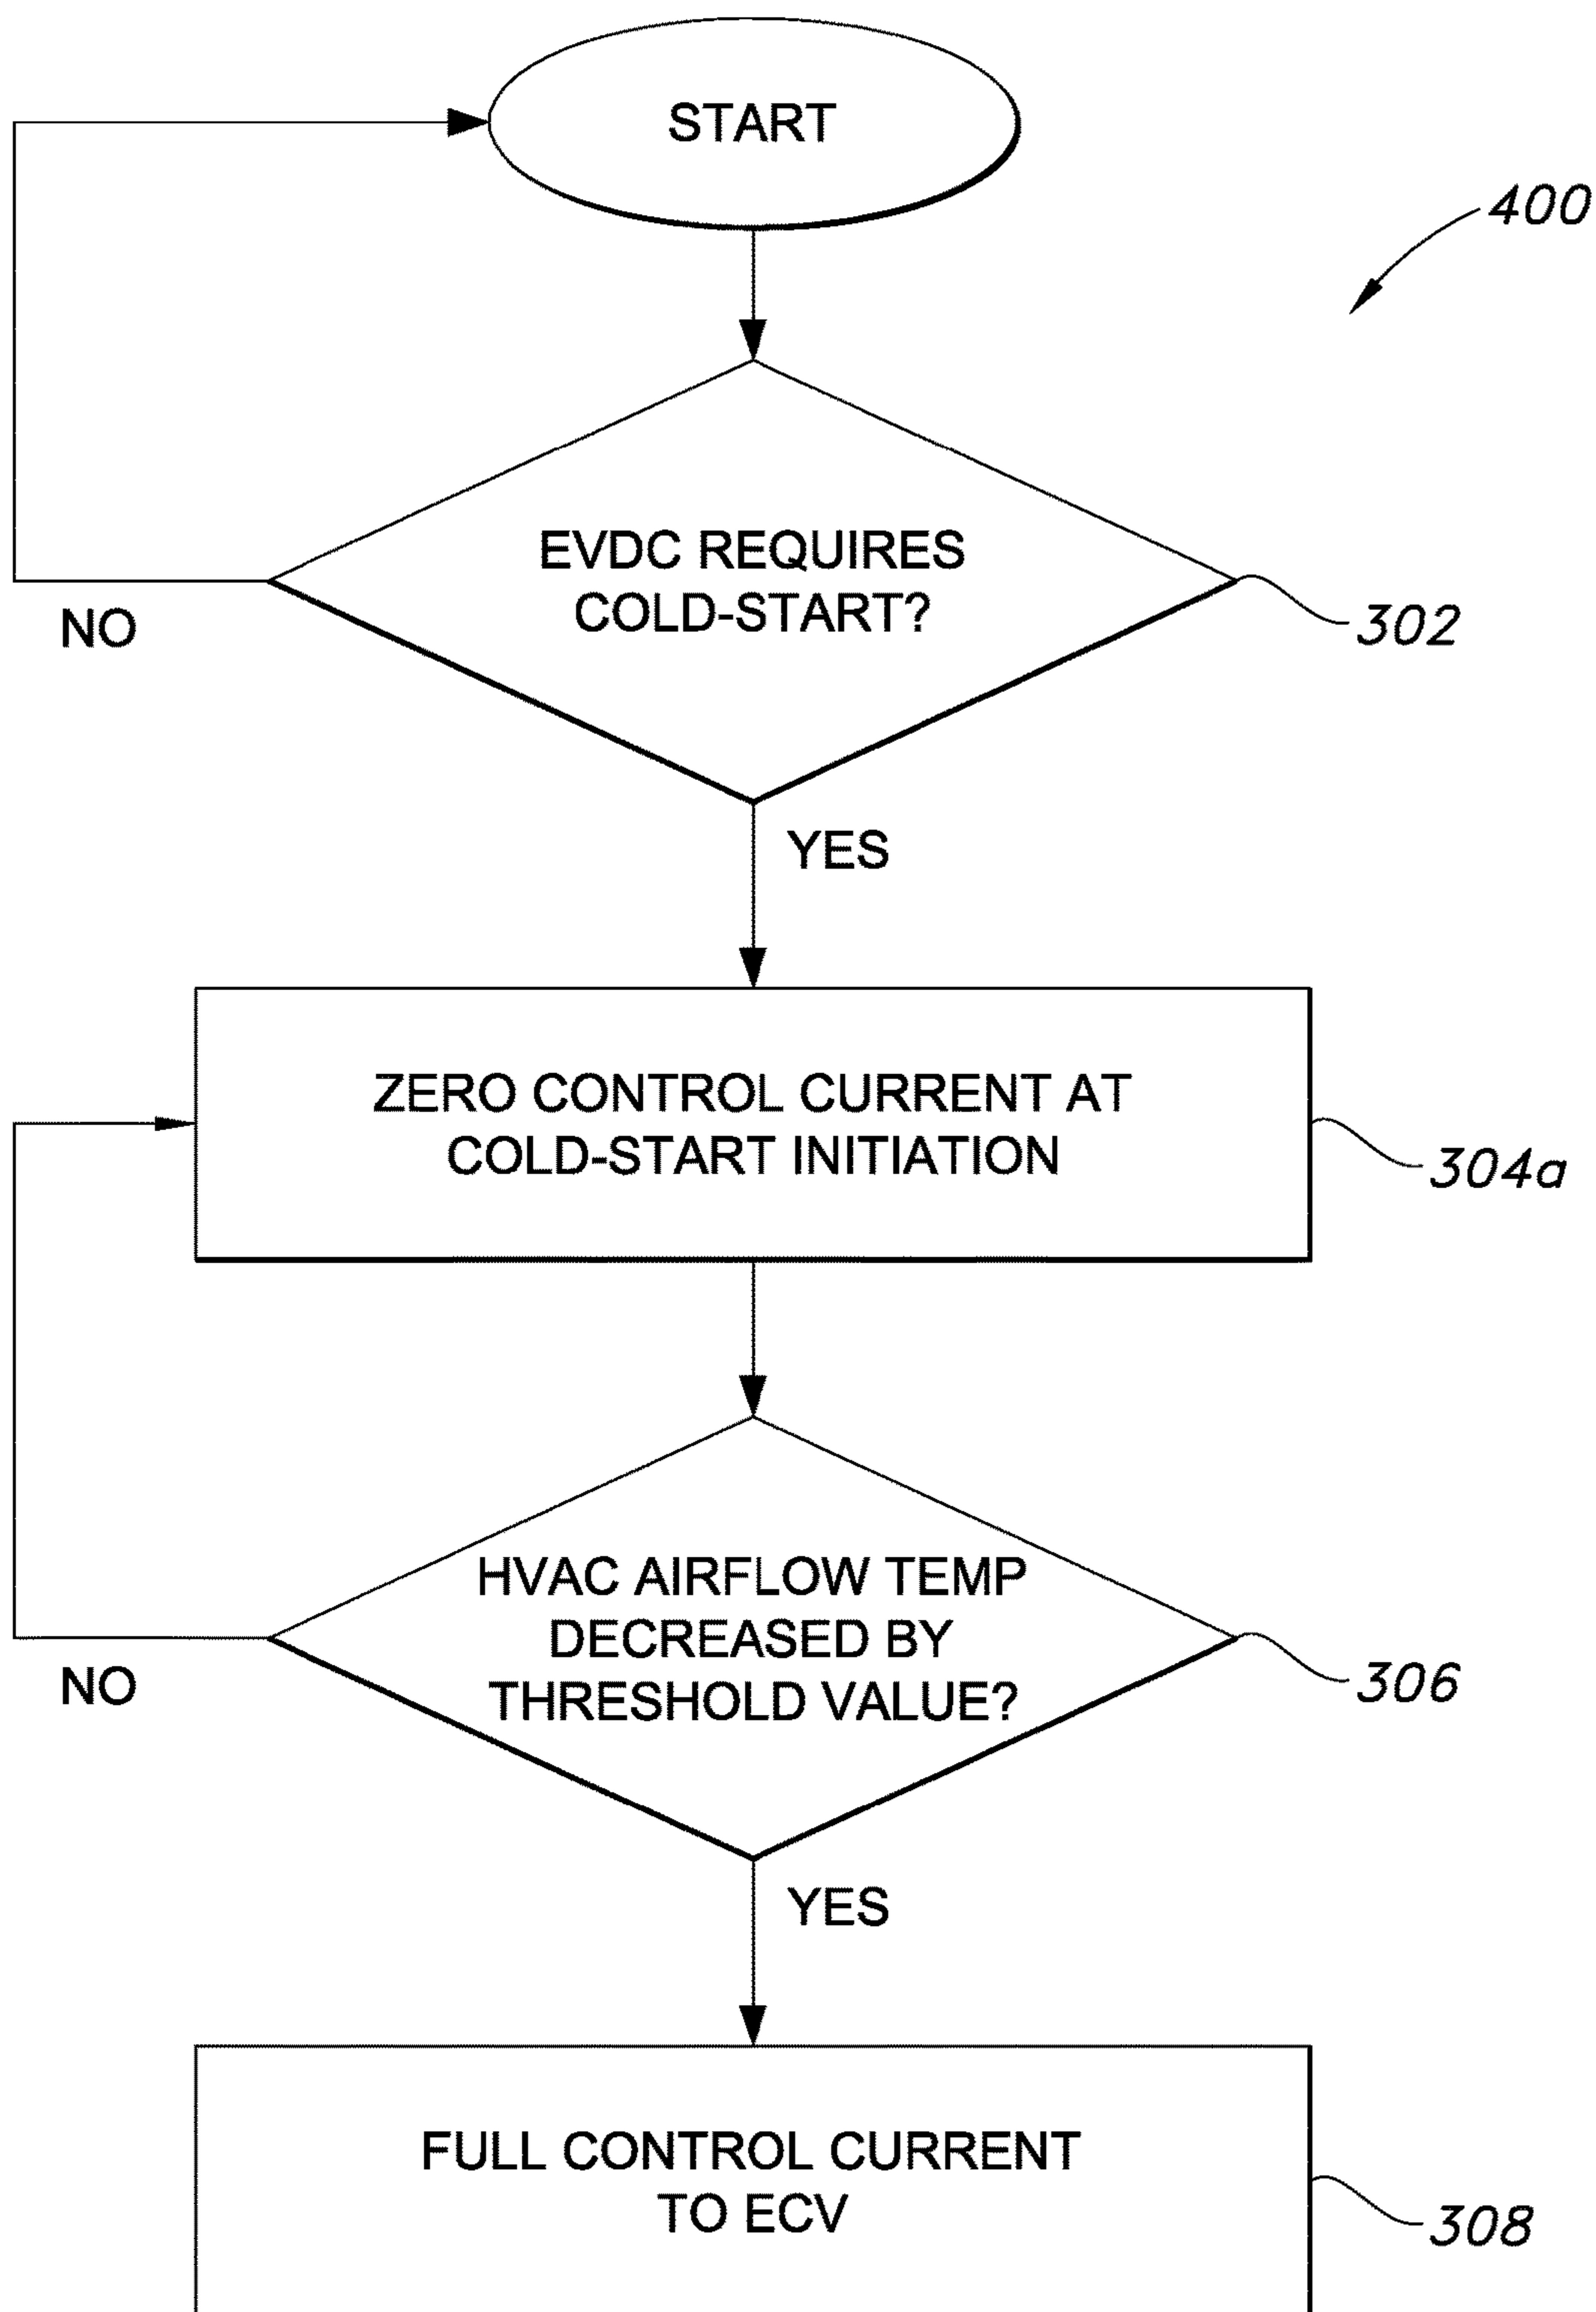 START
400
EVDC REQUIRES
COLD-START?
302
NO
YES
ZERO CONTROL CURRENT AT
COLD-START INITIATION
304a
HVAC AIRFLOW TEMP
DECREASED BY
THRESHOLD VALUE?
306
NO
YES
FULL CONTROL CURRENT
TO ECV
308